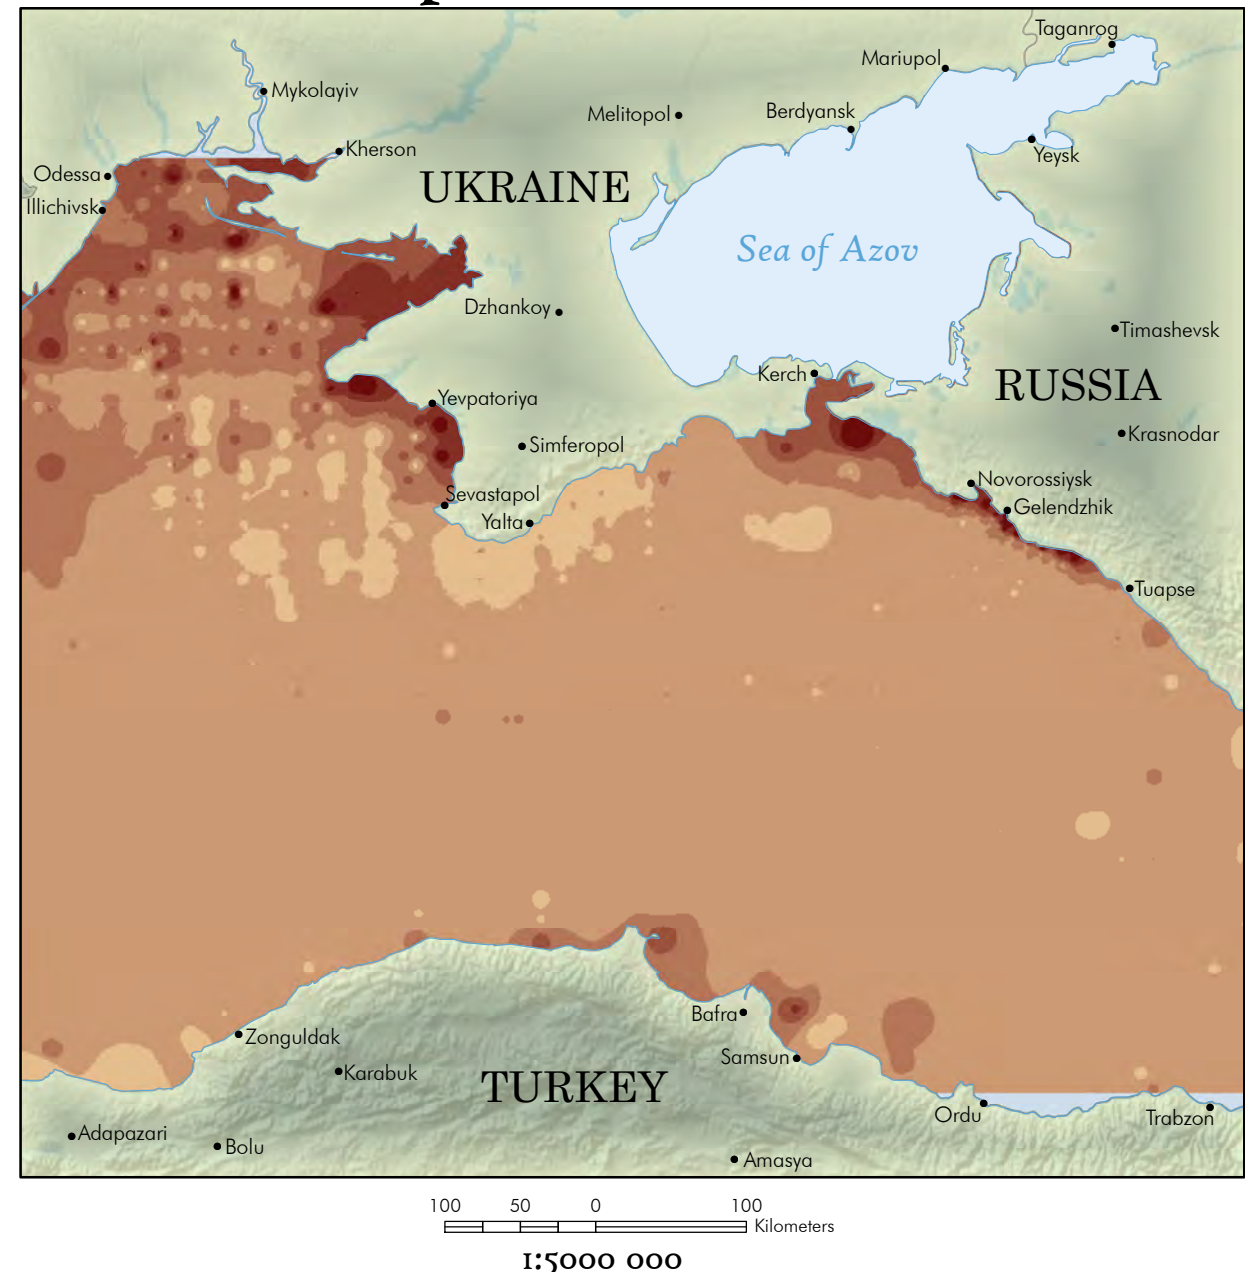 Taganrog
Mariupol
Mykolayiv
Melitopol
Berdyansk
Kherson
Yeysk
Odessa
UKRAINE
Illichivsk
Sea of Azov
Dzhankoy
Timashevsk
Kerch
RUSSIA
Yevpatoriya
Krasnodar
Simferopol
Novorossiysk
Sevastapol
Gelendzhik
Yalta
Tuapse
Bafra
Zonguldak
Samsun
Karabuk
TURKEY
Ordu
Trabzon
Adapazari
Bolu
Amasya
100 50 0 100
Kilometers
1:5000 000